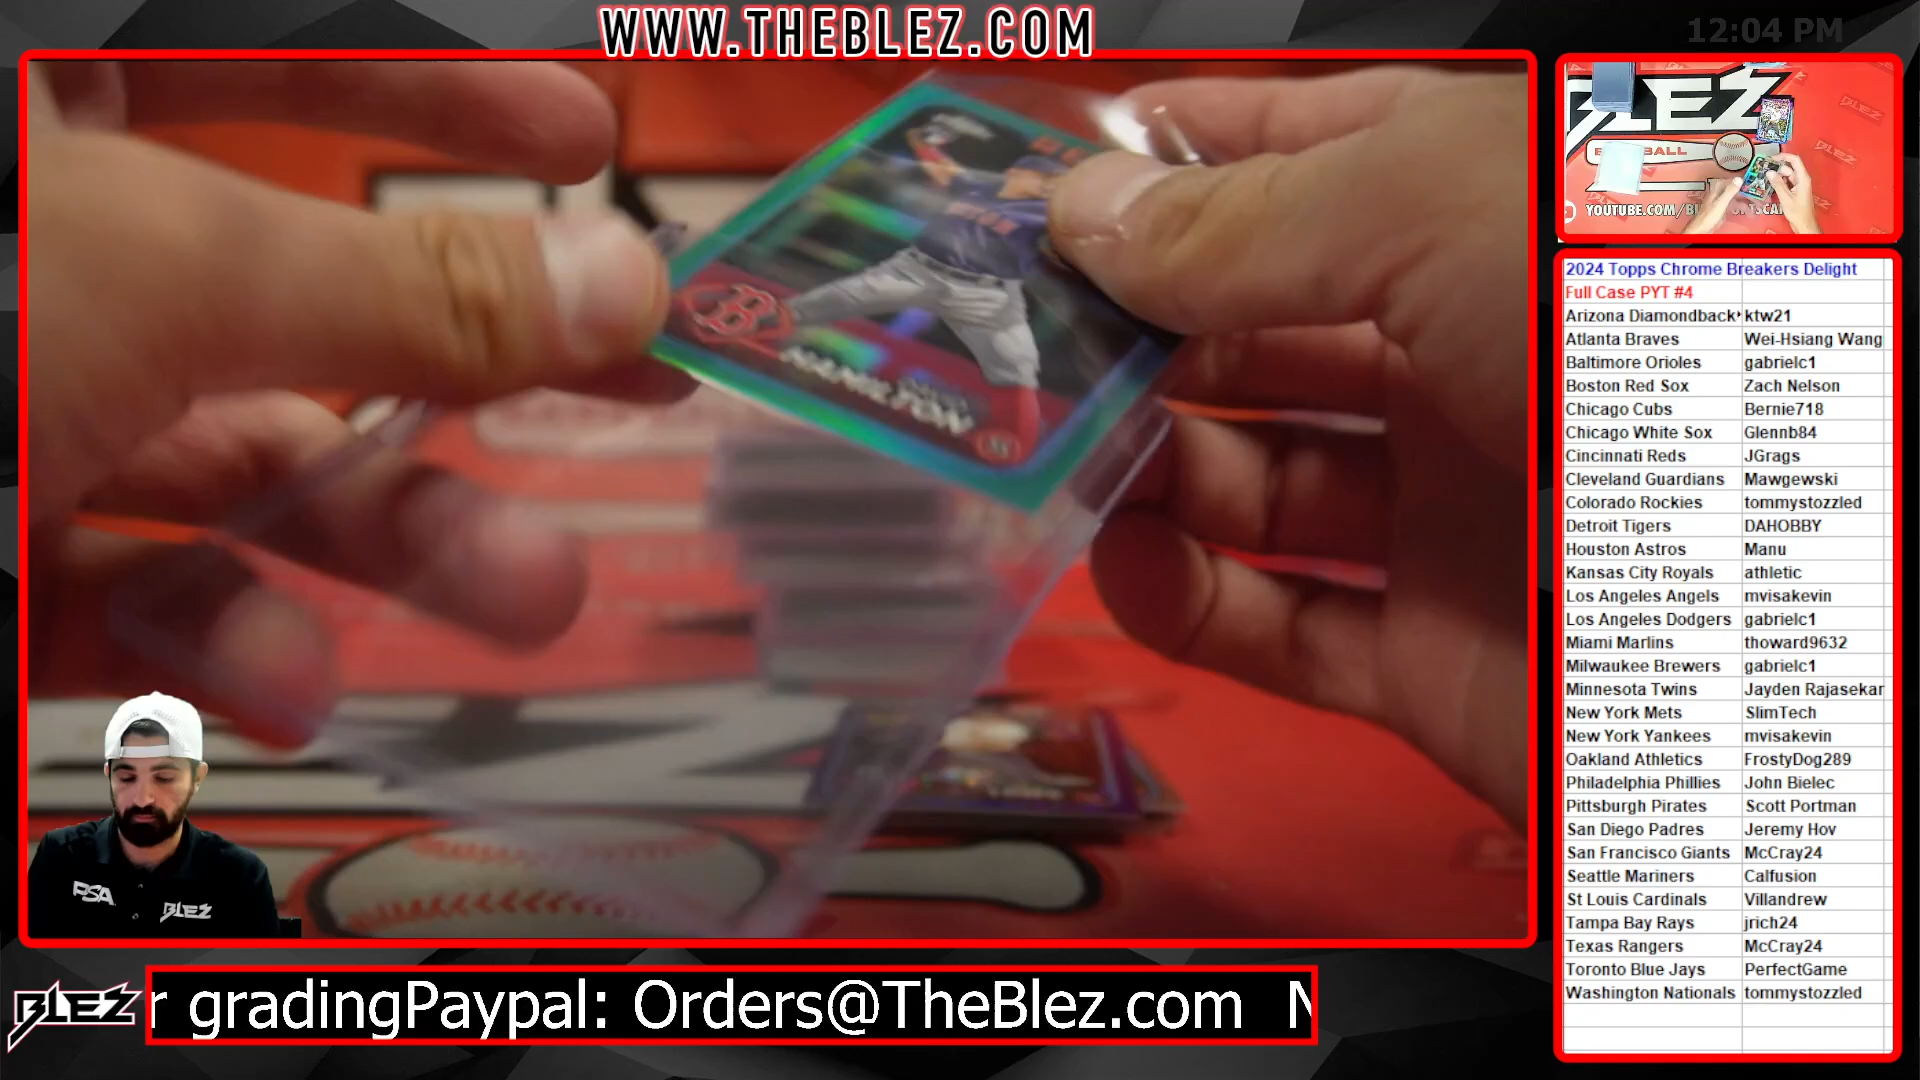 WWW.THEBLEZ.COM
12:04 PM
HAMILTON
B
BLEZ
BLEZ
BLEZ
YOUTUBE.COM/BL
PSA
BLEZ
2024 Topps Chrome Breakers Delight
Full Case PYT #4
Arizona Diamondback ktw21
Atlanta Braves Wei-Hsiang Wang
Baltimore Orioles gabrielc1
Boston Red Sox Zach Nelson
Chicago Cubs Bernie718
Chicago White Sox Glennb84
Cincinnati Reds JGrags
Cleveland Guardians Mawgewski
Colorado Rockies tommystozzled
Detroit Tigers DAHOBBY
Houston Astros Manu
Kansas City Royals athletic
Los Angeles Angels mvisakevin
Los Angeles Dodgers gabrielc1
Miami Marlins thoward9632
Milwaukee Brewers gabrielc1
Minnesota Twins Jayden Rajasekar
New York Mets SlimTech
New York Yankees mvisakevin
Oakland Athletics FrostyDog289
Philadelphia Phillies John Bielec
Pittsburgh Pirates Scott Portman
San Diego Padres Jeremy Hov
San Francisco Giants McCray24
Seattle Mariners Calfusion
St Louis Cardinals Villandrew
Tampa Bay Rays jrich24
Texas Rangers McCray24
Toronto Blue Jays PerfectGame
Washington Nationals tommystozzled
BLEZ
r gradingPaypal: Orders@TheBlez.com N